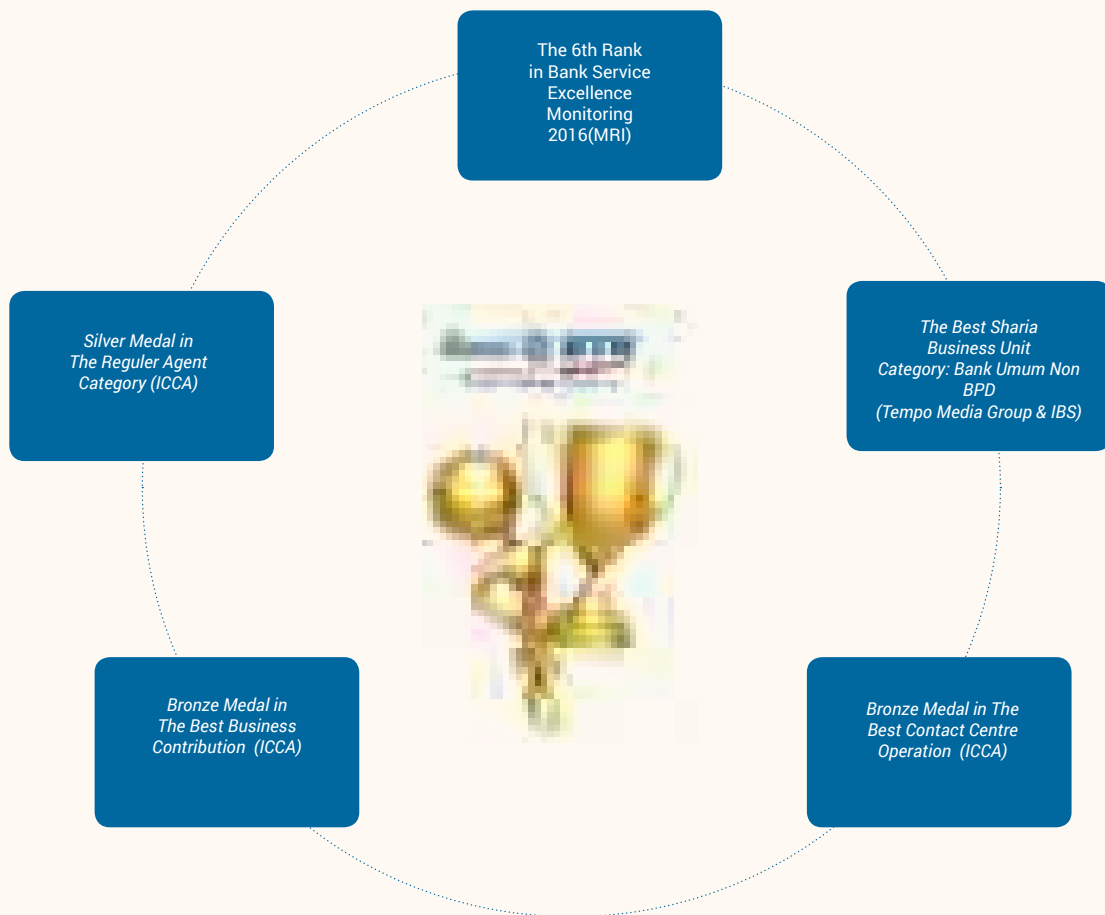 The 6th Rank
in Bank Service
Excellence
Monitoring
2016(MRI)
Silver Medal in
The Reguler Agent
Category (ICCA)
The Best Sharia
Business Unit
Category: Bank Umum Non
BPD
(Tempo Media Group & IBS)
Bronze Medal in
The Best Business
Contribution  (ICCA)
Bronze Medal in The
Best Contact Centre
Operation  (ICCA)